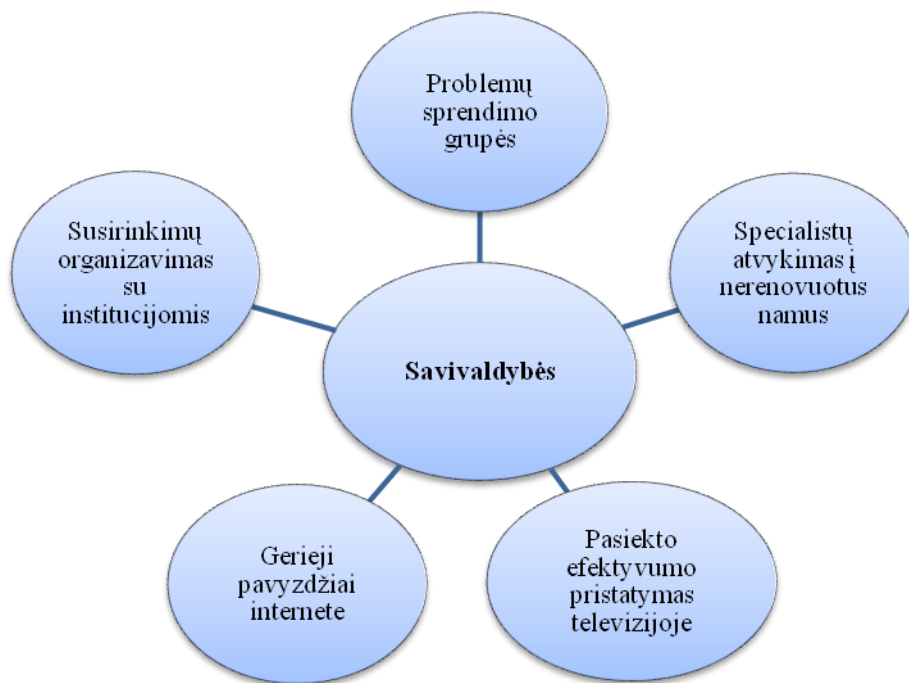 Problemų
sprendimo
grupės
Susirinkimų
organizavimas
su
institucijomis
Specialistų
atvykimas į
nerenovuotus
namus
Savivaldybės
Gerieji
pavyzdžiai
internete
Pasiekto
efektyvumo
pristatymas
televizijoje